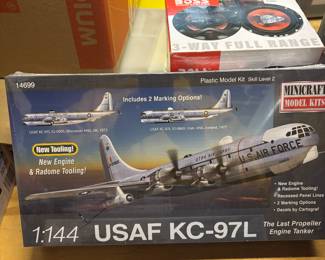 BOSS
3-WAY FULL RANGE
14699
Plastic Model Kit Skill Level 2
MINICRAFT
MODEL KITS
Includes 2 Marking Options!
New Tooling!
New Engine
& Radome Tooling!
U.S. AIR FORCE
• New Engine &
Radome Tooling!
• Recessed Panel Lines
• 2 Marking Options
• Decals by Cartograf
1:144
USAF KC-97L
The Last Propeller
Engine Tanker